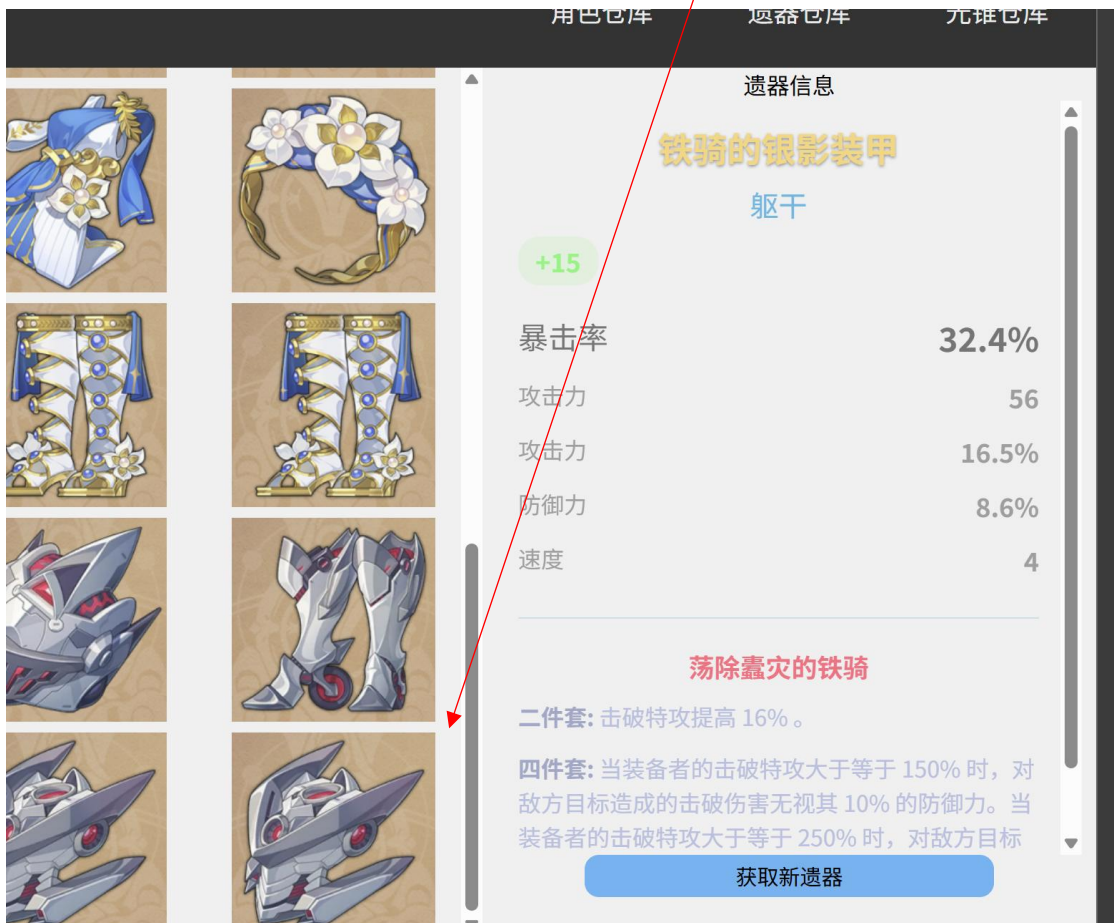 角色仓库 遗器仓库 先锋仓库
遗器信息
铁骑的银影装甲
躯干
+15
暴击率 32.4%
攻击力 56
攻击力 16.5%
防御力 8.6%
速度 4
荡除蠹灾的铁骑
二件套: 击破特攻提高 16% 。
四件套: 当装备者的击破特攻大于等于 150% 时，对
敌方目标造成的击破伤害无视其 10% 的防御力。当
装备者的击破特攻大于等于 250% 时，对敌方目标
获取新遗器